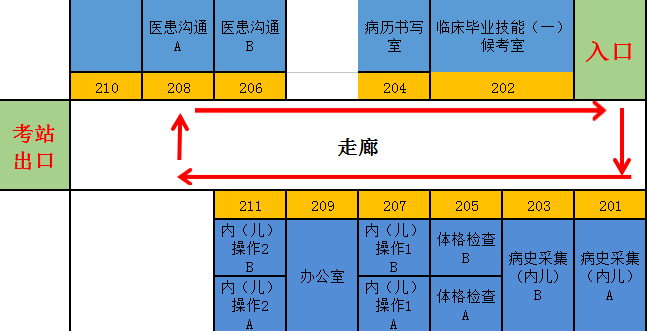 医患沟通
A
医患沟通
B
病历书写
室
临床毕业技能（一）
候考室
入口
210
208
206
204
202
考站
出口
走廊
211
209
207
205
203
201
内（儿）
操作2
B
办公室
内（儿）
操作1
B
体格检查
B
病史采集
（内儿）
B
病史采集
（内儿）
A
内（儿）
操作2
A
内（儿）
操作1
A
体格检查
A